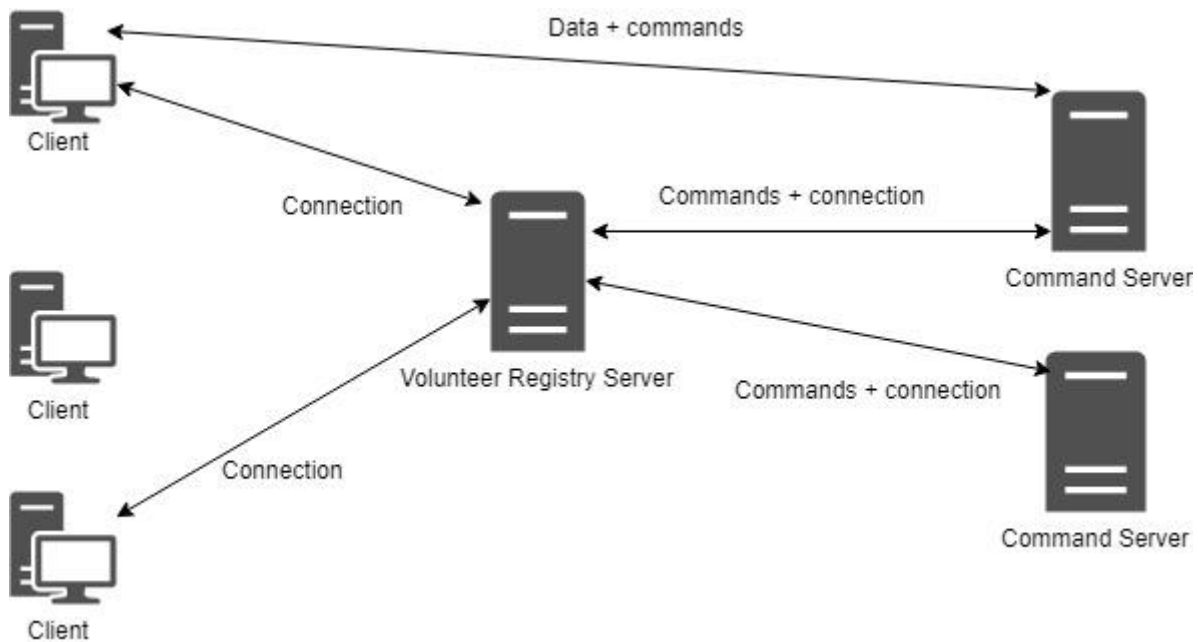 Data + commands
Client
Connection
Commands + connection
Command Server
Volunteer Registry Server
Client
Commands + connection
Connection
Command Server
Client